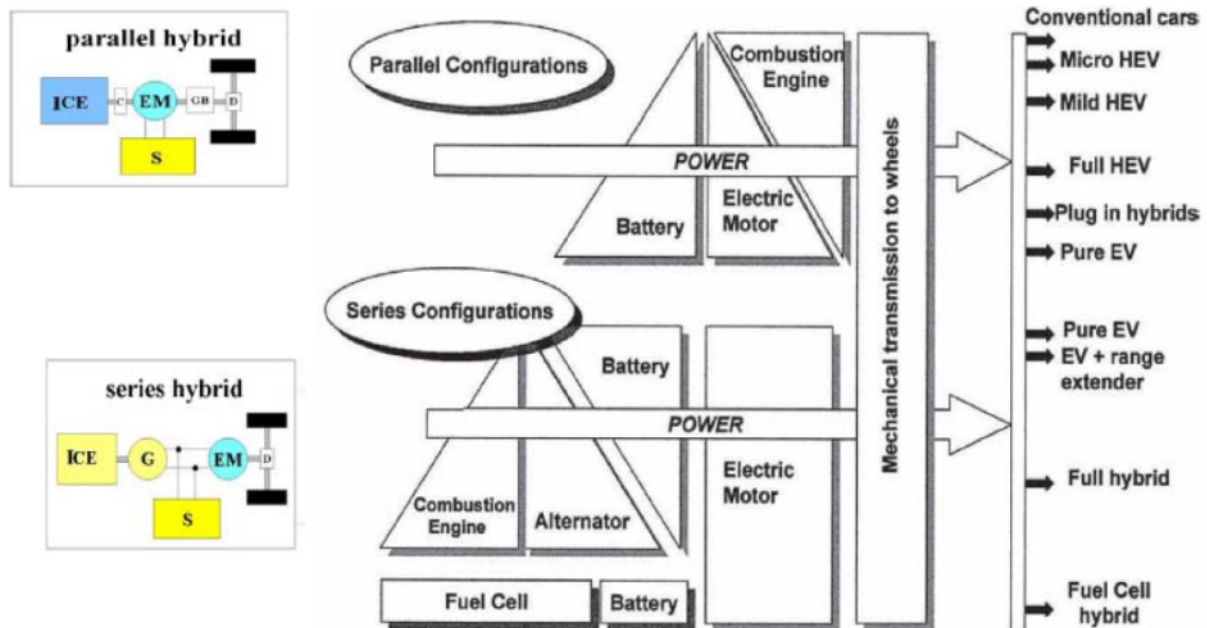 parallel hybrid
ICE
C
EM
GB
D
S
series hybrid
ICE
G
EM
D
S
Parallel Configurations
Combustion
Engine
POWER
Battery
Electric
Motor
Series Configurations
Battery
POWER
Combustion
Engine
Alternator
Electric
Motor
Fuel Cell
Battery
Mechanical transmission to wheels
Conventional cars
Micro HEV
Mild HEV
Full HEV
Plug in hybrids
Pure EV
Pure EV
EV + range
extender
Full hybrid
Fuel Cell
hybrid